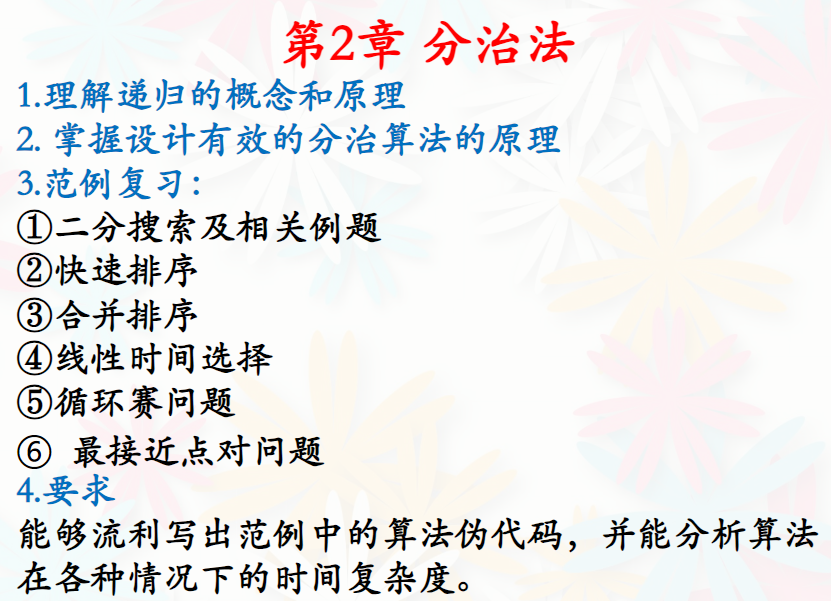 第2章 分治法
1.理解递归的概念和原理
2. 掌握设计有效的分治算法的原理
3.范例复习：
①二分搜索及相关例题
②快速排序
③合并排序
④线性时间选择
⑤循环赛问题
⑥ 最接近点对问题
4.要求
能够流利写出范例中的算法伪代码，并能分析算法
在各种情况下的时间复杂度。